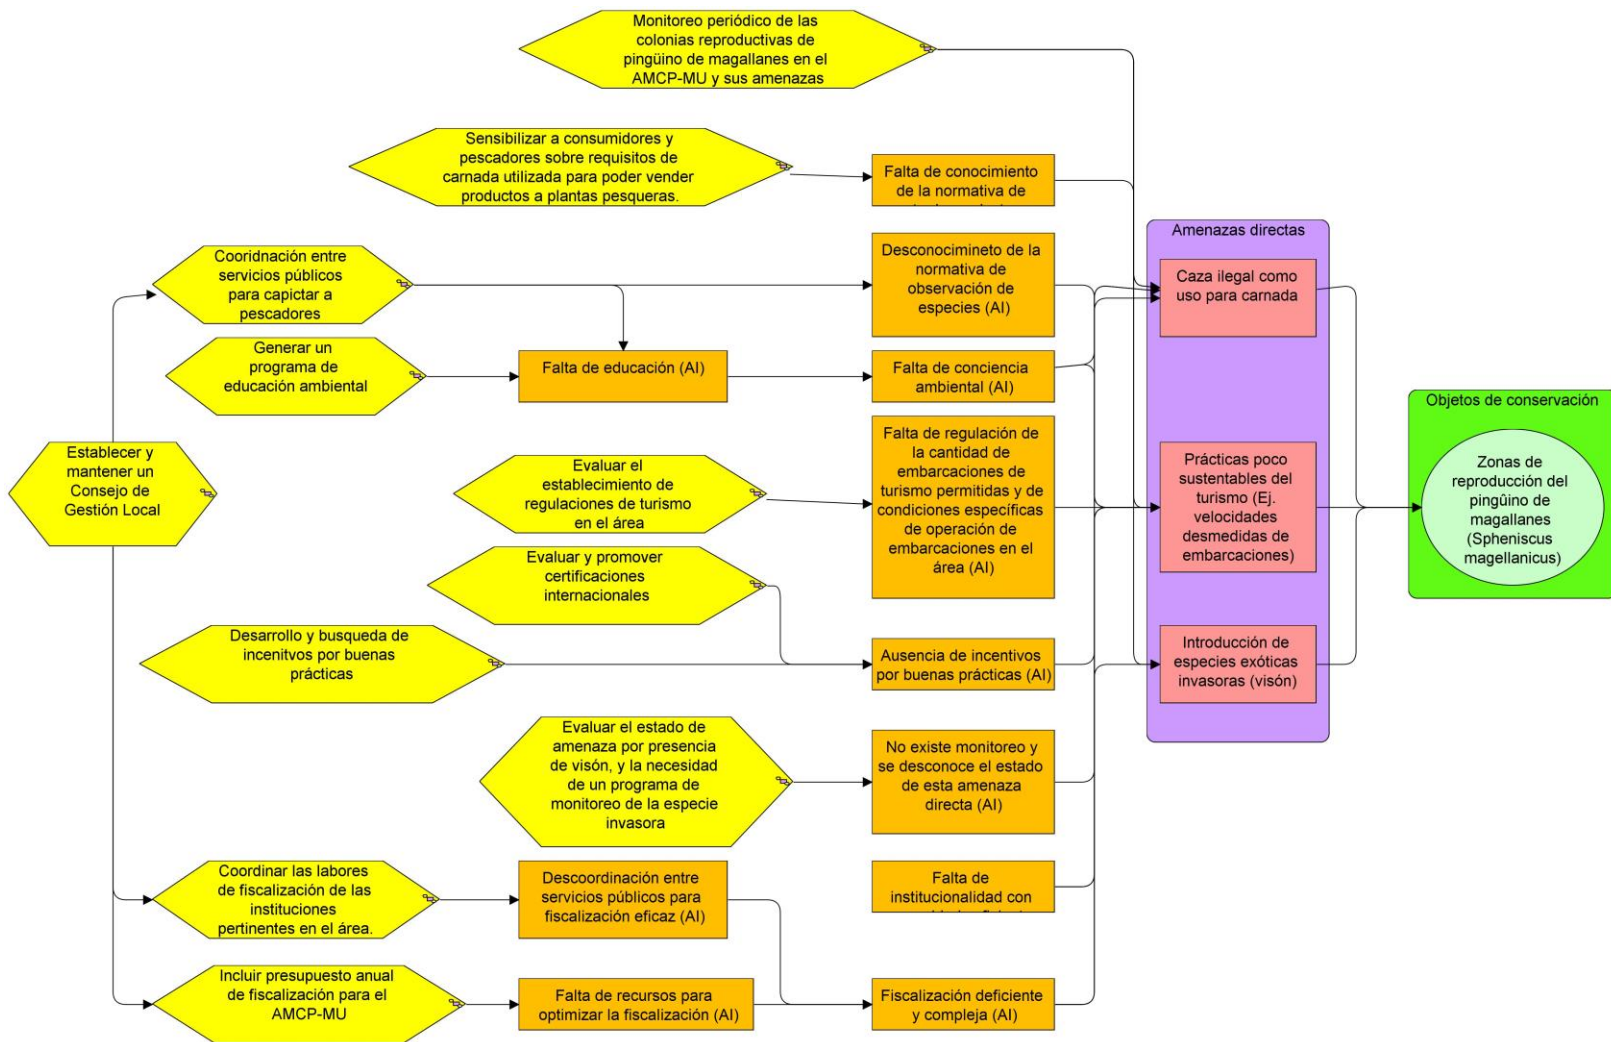 Monitoreo periódico de las
colonias reproductivas de
pingüino de magallanes en el
AMCP-MU y sus amenazas
Sensibilizar a consumidores y
pescadores sobre requisitos de
carnada utilizada para poder vender
productos a plantas pesqueras.
Falta de conocimiento
de la normativa de
Cooridnación entre
servicios públicos
para capictar a
pescadores
Desconocimineto de la
normativa de
observación de
especies (AI)
Generar un
programa de
educación ambiental
Falta de educación (AI)
Falta de conciencia
ambiental (AI)
Establecer y
mantener un
Consejo de
Gestión Local
Evaluar el
establecimiento de
regulaciones de turismo
en el área
Falta de regulación de
la cantidad de
embarcaciones de
turismo permitidas y de
condiciones específicas
de operación de
embarcaciones en el
área (AI)
Evaluar y promover
certificaciones
internacionales
Desarrollo y busqueda de
incenitvos por buenas
prácticas
Ausencia de incentivos
por buenas prácticas (AI)
Evaluar el estado de
amenaza por presencia
de visón, y la necesidad
de un programa de
monitoreo de la especie
invasora
No existe monitoreo y
se desconoce el estado
de esta amenaza
directa (AI)
Coordinar las labores
de fiscalización de las
instituciones
pertinentes en el área.
Descoordinación entre
servicios públicos para
fiscalización eficaz (AI)
Falta de
institucionalidad con
Incluir presupuesto anual
de fiscalización para el
AMCP-MU
Falta de recursos para
optimizar la fiscalización (AI)
Fiscalización deficiente
y compleja (AI)
Amenazas directas
Caza ilegal como
uso para carnada
Prácticas poco
sustentables del
turismo (Ej.
velocidades
desmedidas de
embarcaciones)
Introducción de
especies exóticas
invasoras (visón)
Objetos de conservación
Zonas de
reproducción del
pingûino de
magallanes
(Spheniscus
magellanicus)